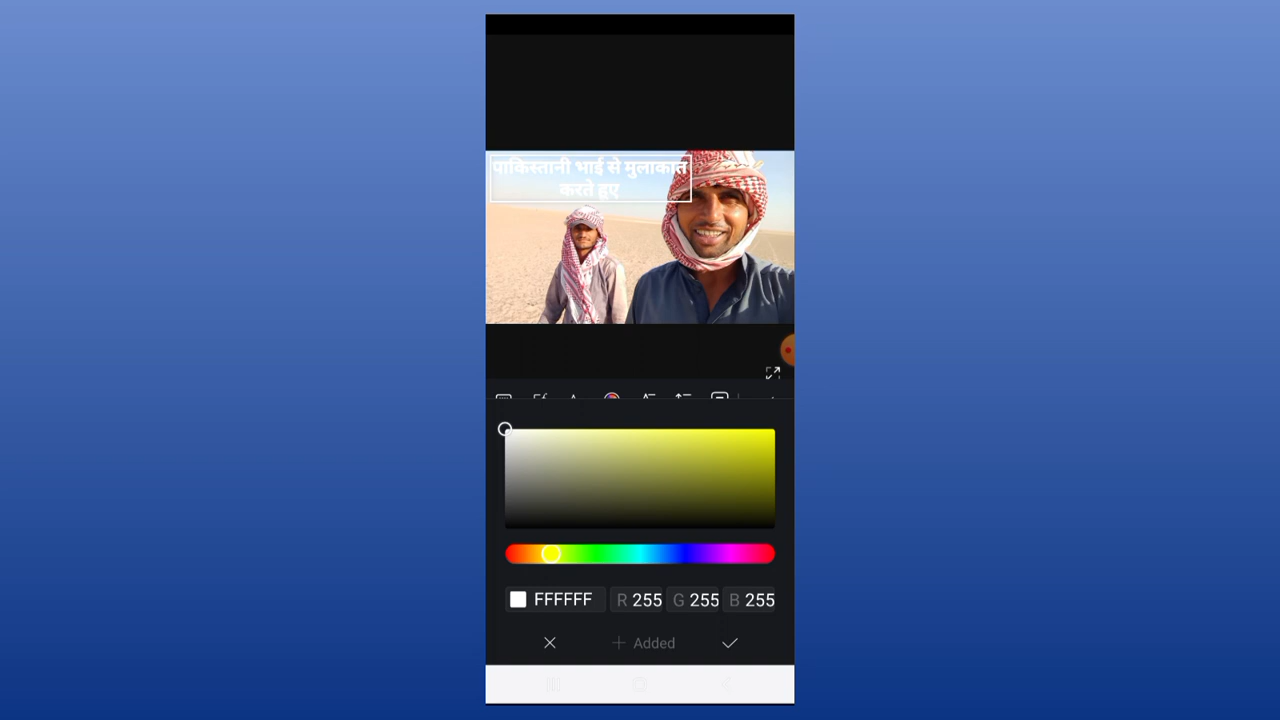 पाकिस्तानी भाई से मुलाकात
करते हूए
FFFFFF R 255 G 255 B 255
+ Added